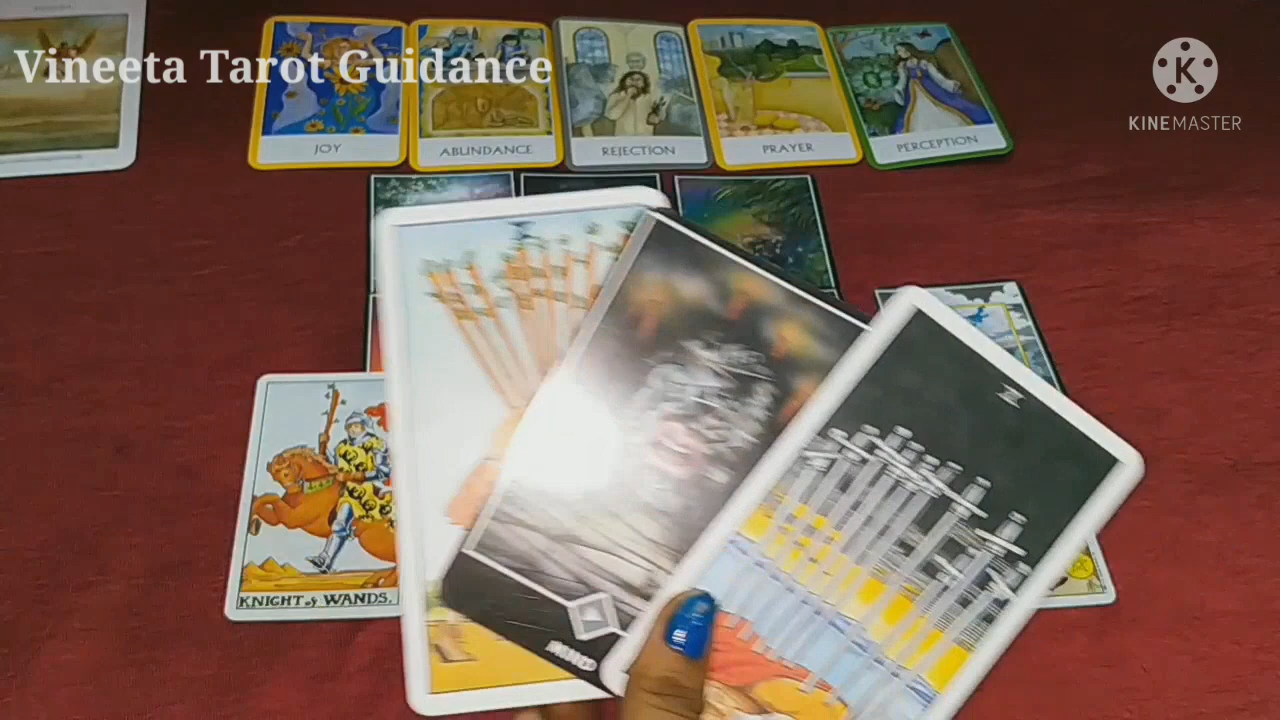 Vineeta Tarot Guidance
K
KINEMASTER
JOY
ABUNDANCE
REJECTION
PRAYER
PERCEPTION
X
KNIGHT of WANDS.